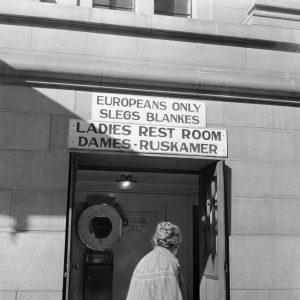 EUROPEANS ONLY
SLEGS BLANKES
LADIES REST ROOM
DAMES - RUSKAMER